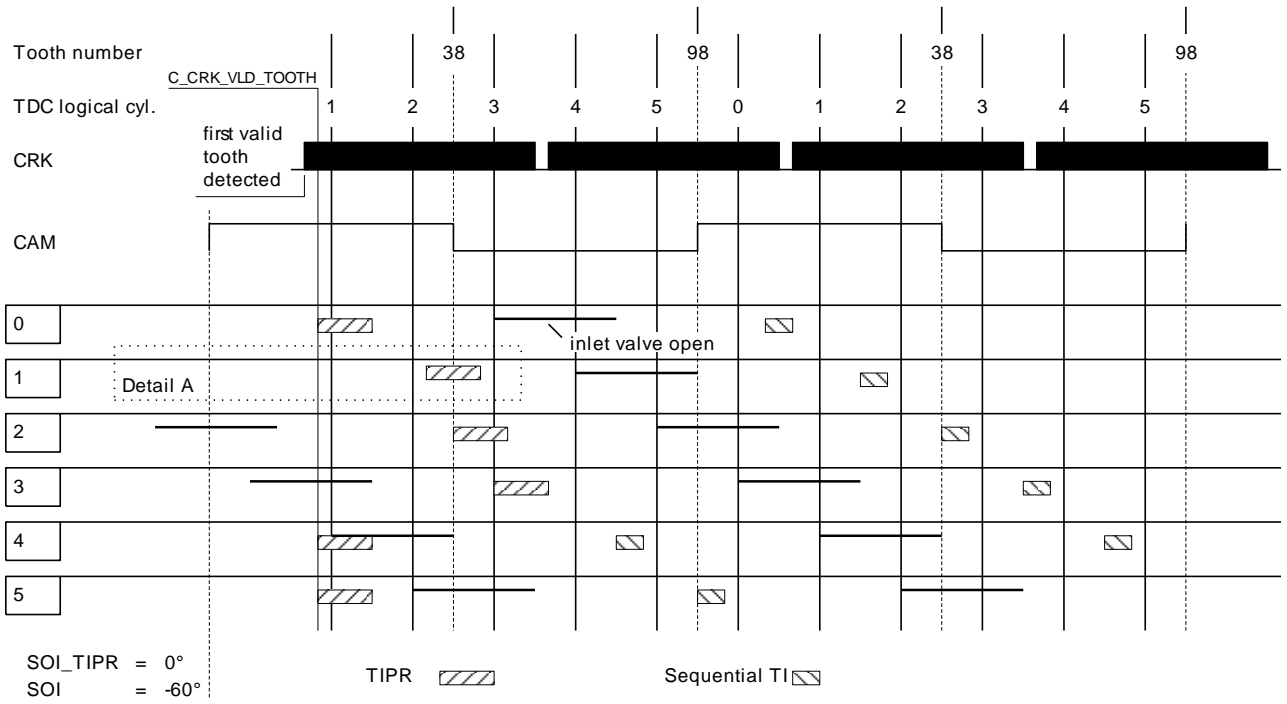 Tooth number 38 98 38 98
C_CRK_VLD_TOOTH
TDC logical cyl. 1 2 3 4 5 0 1 2 3 4 5
first valid
tooth
detected
CRK
CAM
0
inlet valve open
1
Detail A
2
3
4
5
SOI_TIPR = 0°
SOI = -60°
TIPR
Sequential TI